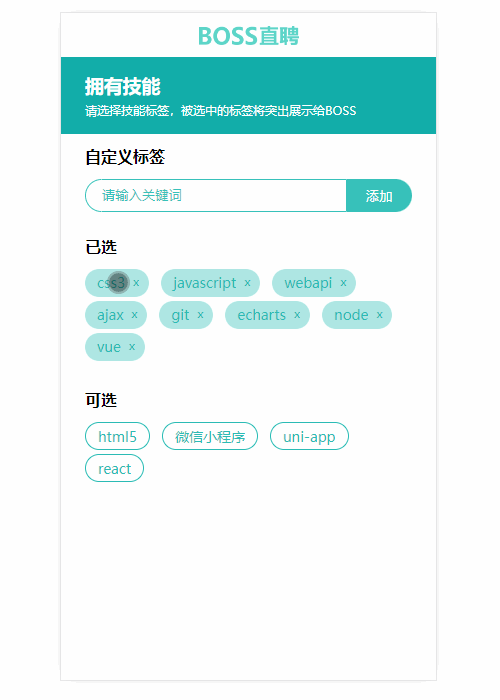 BOSS直聘
拥有技能
请选择技能标签，被选中的标签将突出展示给BOSS
自定义标签
请输入关键词 添加
已选
css3 x javascript x webapi x
ajax x git x echarts x node x
vue x
可选
html5 微信小程序 uni-app
react